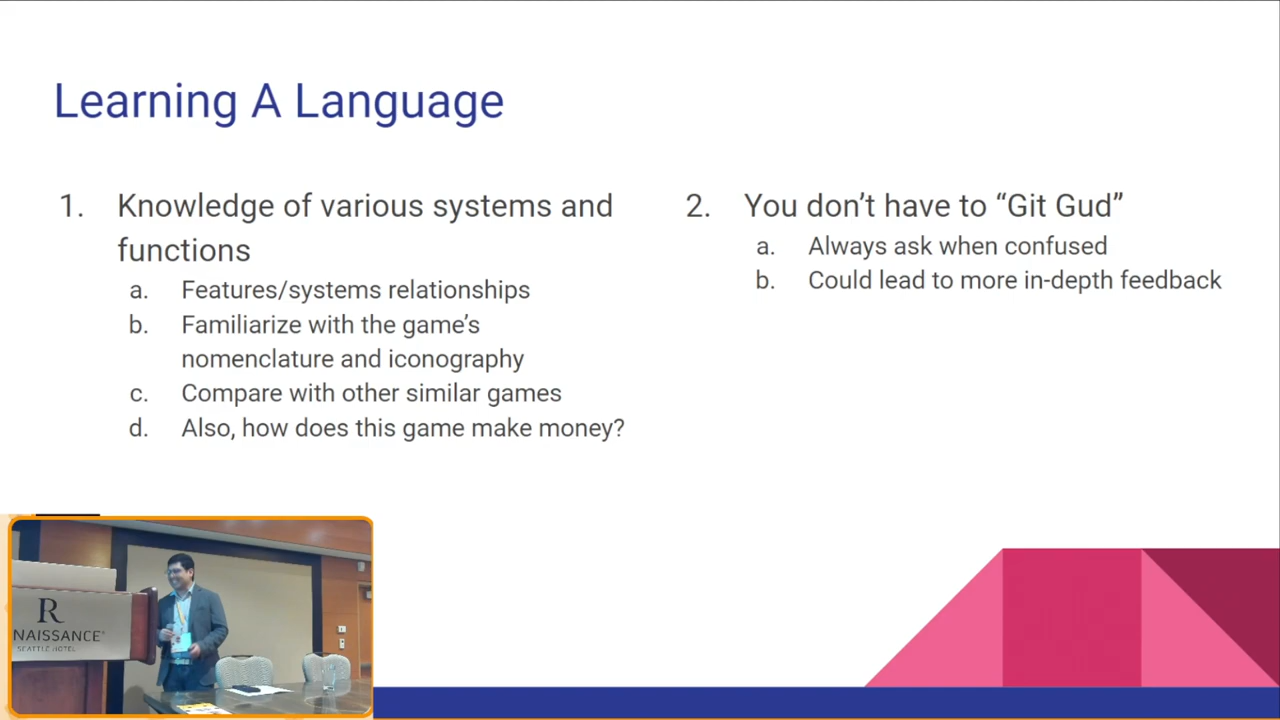 Learning A Language
1. Knowledge of various systems and
functions
a. Features/systems relationships
b. Familiarize with the game's
nomenclature and iconography
c. Compare with other similar games
d. Also, how does this game make money?
2. You don't have to “Git Gud”
a. Always ask when confused
b. Could lead to more in-depth feedback
R
NAISSANCE
SEATTLE HOTEL